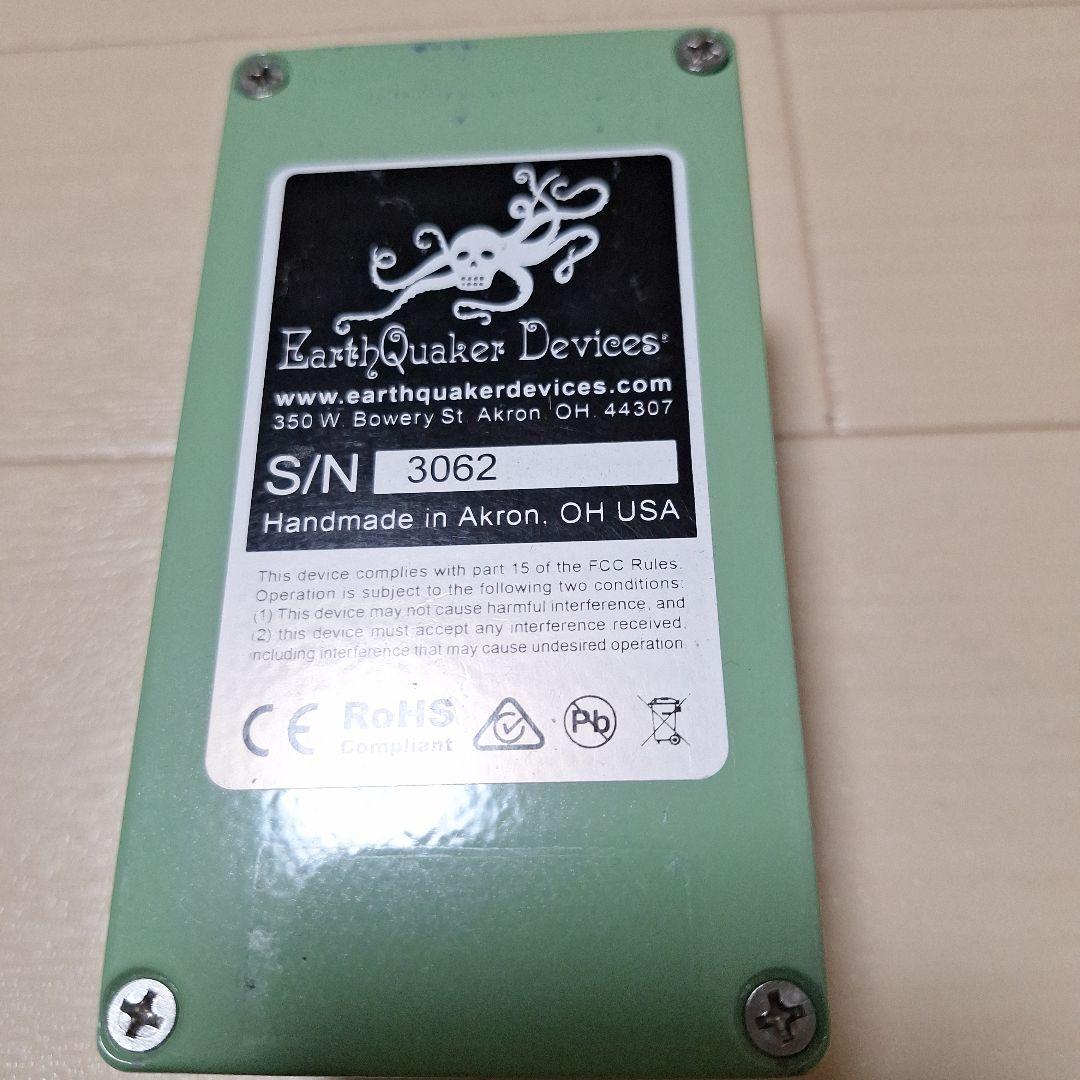 EarthQuaker Devices
www.earthquakerdevices.com
350 W. Bowery St. Akron, OH. 44307
S/N 3062
Handmade in Akron, OH USA
This device complies with part 15 of the FCC Rules.
Operation is subject to the following two conditions:
(1) This device may not cause harmful interference, and
(2) this device must accept any interference received,
including interference that may cause undesired operation
CE RoHS Compliant Pb